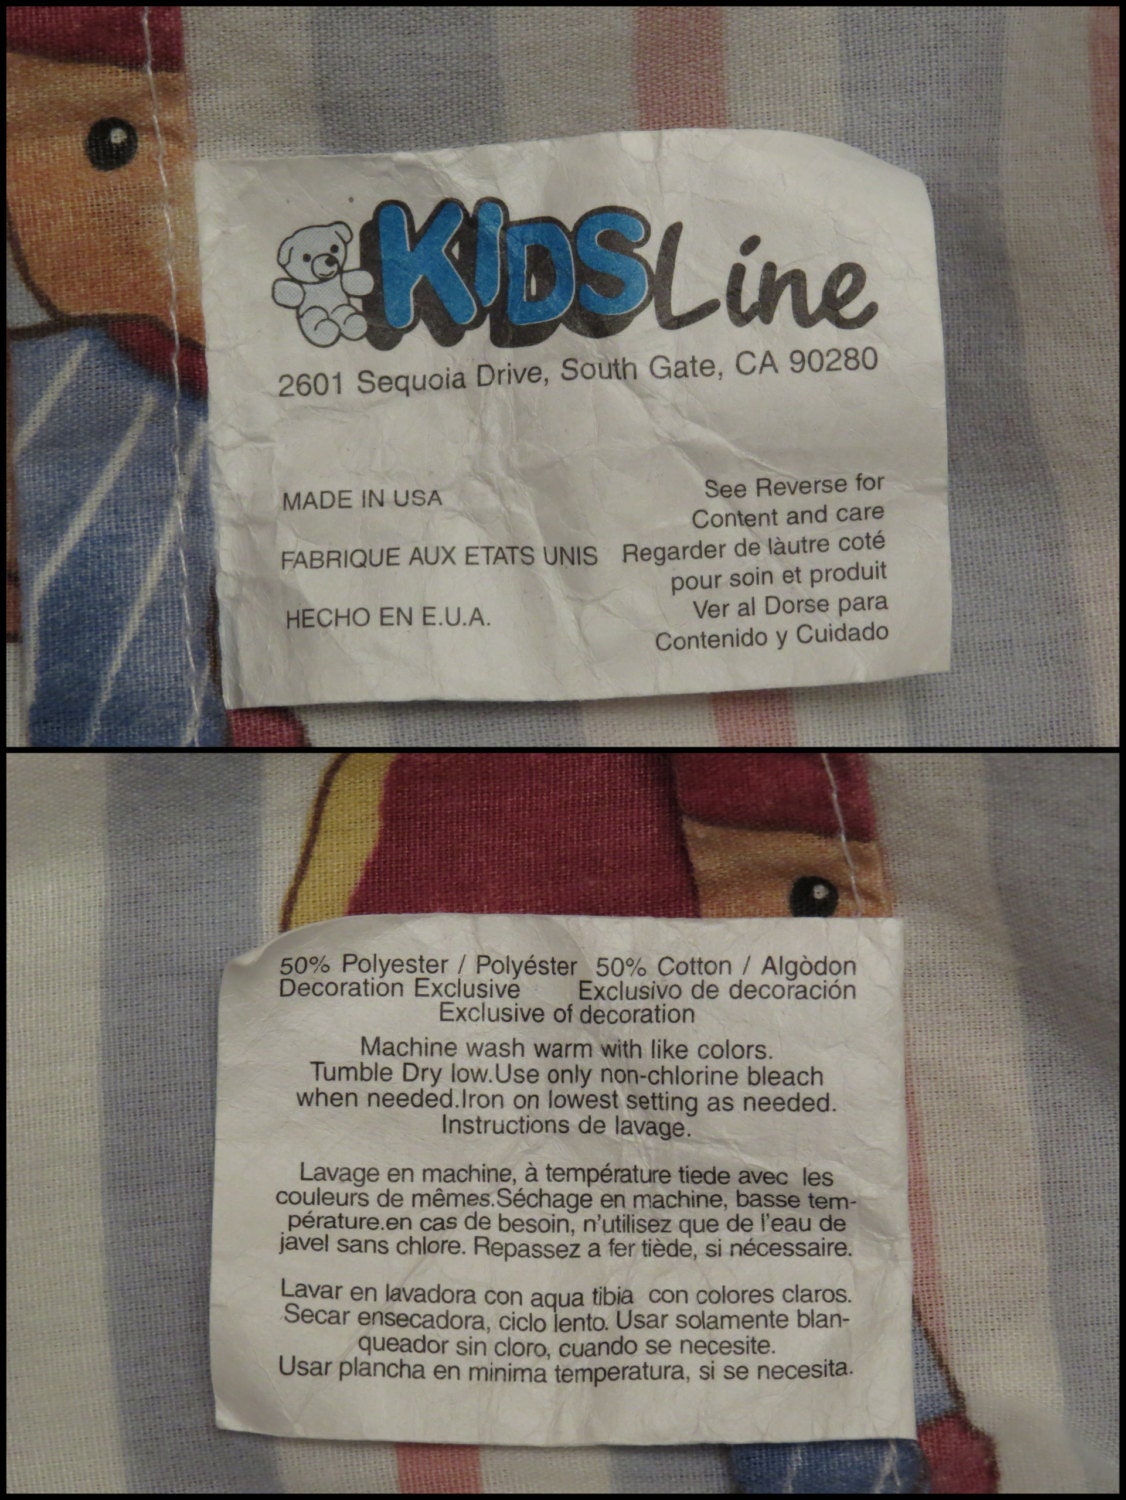 KIDSLine
2601 Sequoia Drive, South Gate, CA 90280
MADE IN USA
FABRIQUE AUX ETATS UNIS
HECHO EN E.U.A.
See Reverse for
Content and care
Regarder de làutre coté
pour soin et produit
Ver al Dorse para
Contenido y Cuidado
50% Polyester / Polyéster 50% Cotton / Algòdon
Decoration Exclusive Exclusivo de decoración
Exclusive of decoration
Machine wash warm with like colors.
Tumble Dry low.Use only non-chlorine bleach
when needed.Iron on lowest setting as needed.
Instructions de lavage.
Lavage en machine, à température tiede avec les
couleurs de mêmes.Séchage en machine, basse tem-
pérature.en cas de besoin, n'utilisez que de l'eau de
javel sans chlore. Repassez a fer tiède, si nécessaire.
Lavar en lavadora con aqua tibia con colores claros.
Secar ensecadora, ciclo lento. Usar solamente blan-
queador sin cloro, cuando se necesite.
Usar plancha en minima temperatura, si se necesita.